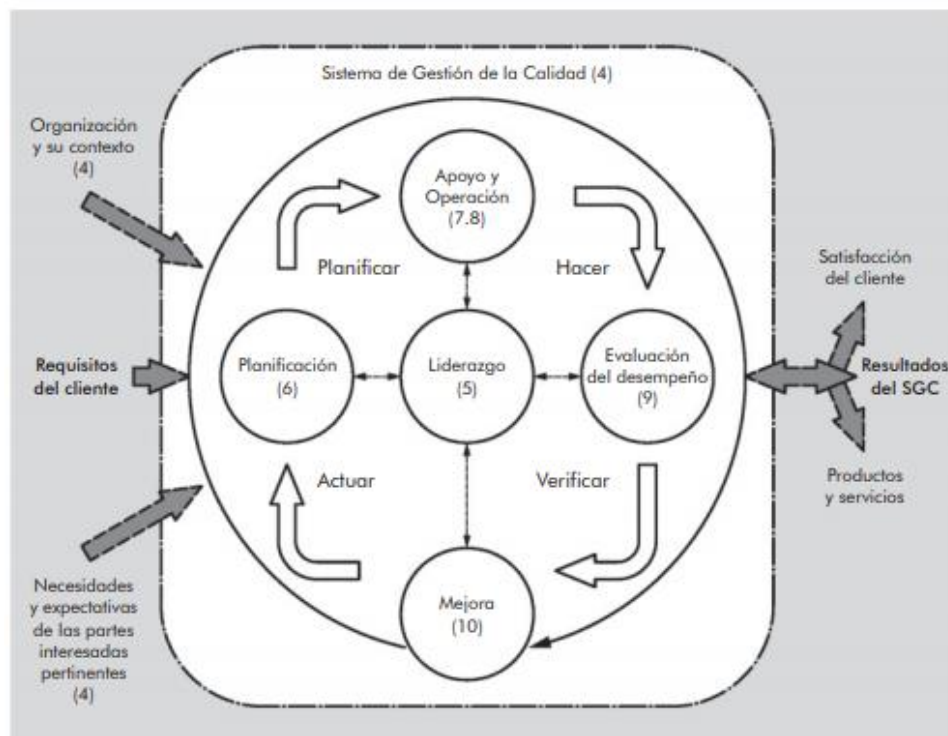 Sistema de Gestión de la Calidad (4)
Organización
y su contexto
(4)
Apoyo y
Operación
(7.8)
Planificar
Hacer
Satisfacción
del cliente
Requisitos
del cliente
Planificación
(6)
Liderazgo
(5)
Evaluación
del desempeño
(9)
Resultados
del SGC
Actuar
Verificar
Productos
y servicios
Necesidades
y expectativas
de las partes
interesadas
pertinentes
(4)
Mejora
(10)